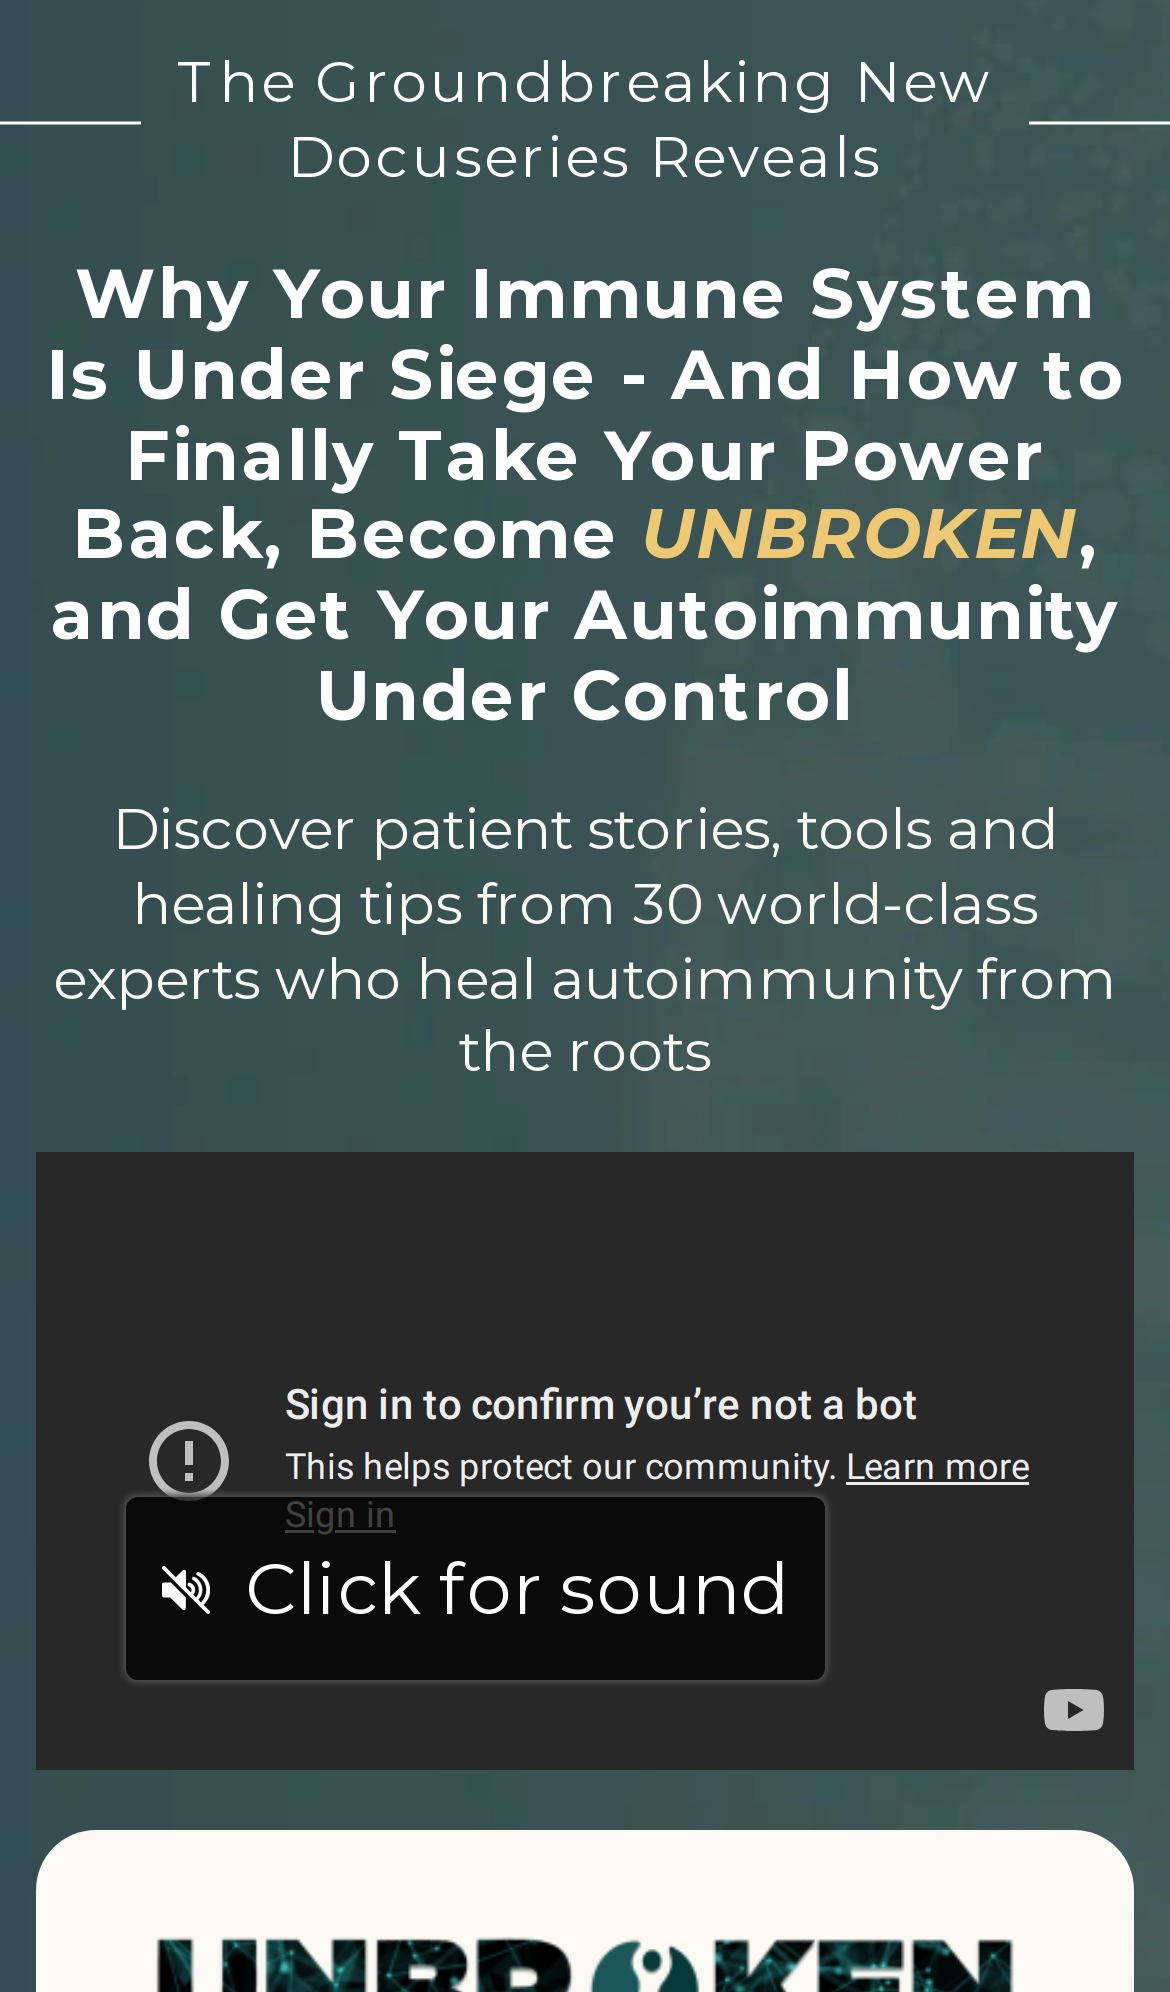 The Groundbreaking New
Docuseries Reveals
Why Your Immune System
Is Under Siege - And How to
Finally Take Your Power
Back, Become UNBROKEN,
and Get Your Autoimmunity
Under Control
Discover patient stories, tools and
healing tips from 30 world-class
experts who heal autoimmunity from
the roots
Sign in to confirm you’re not a bot
This helps protect our community. Learn more
Sign in
Click for sound
UNBROKEN